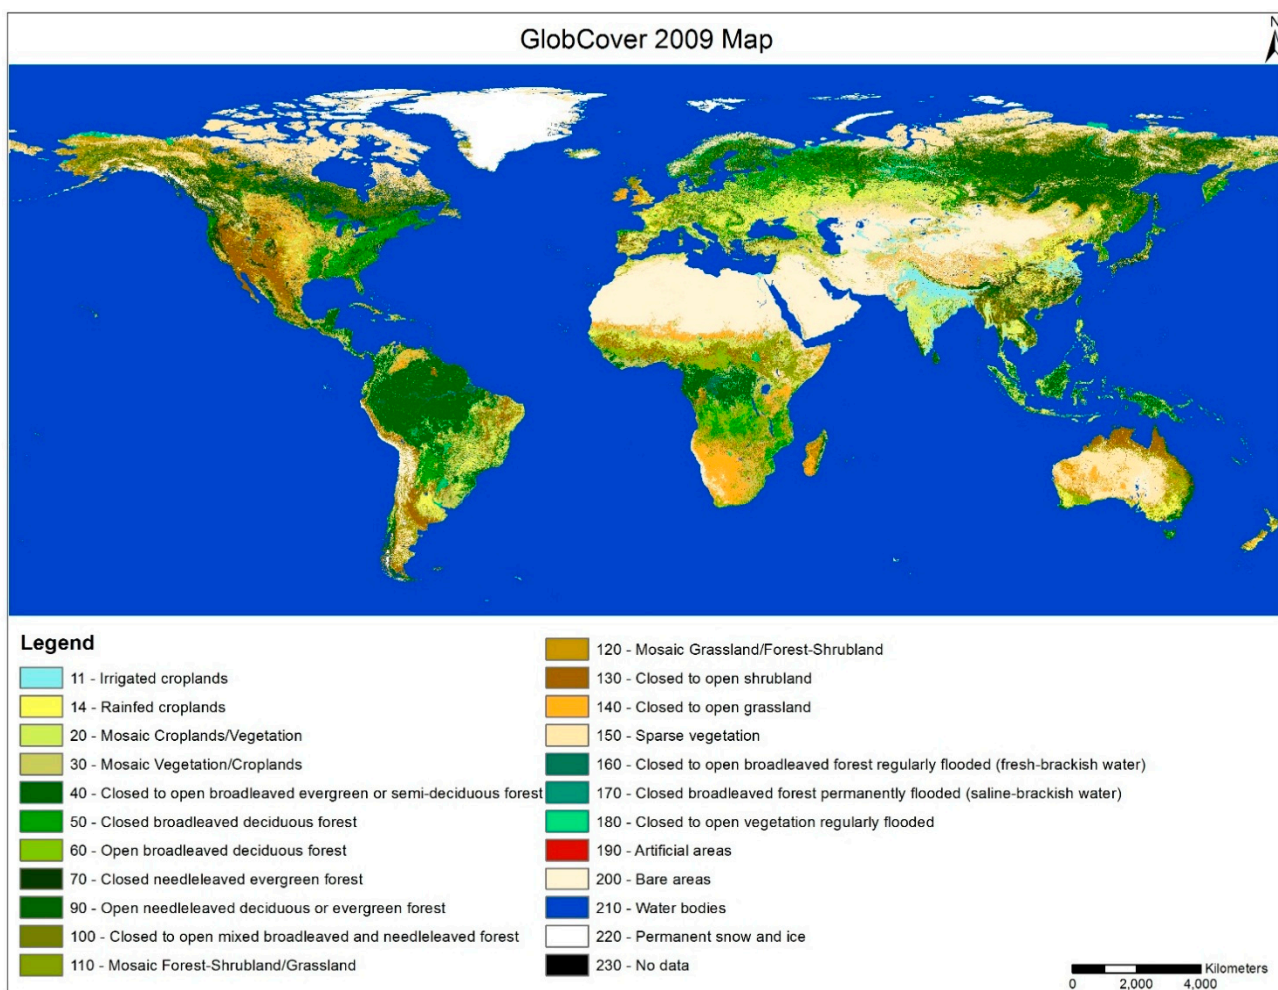 GlobCover 2009 Map
N
Legend
11 - Irrigated croplands
14 - Rainfed croplands
20 - Mosaic Croplands/Vegetation
30 - Mosaic Vegetation/Croplands
40 - Closed to open broadleaved evergreen or semi-deciduous forest
50 - Closed broadleaved deciduous forest
60 - Open broadleaved deciduous forest
70 - Closed needleleaved evergreen forest
90 - Open needleleaved deciduous or evergreen forest
100 - Closed to open mixed broadleaved and needleleaved forest
110 - Mosaic Forest-Shrubland/Grassland
120 - Mosaic Grassland/Forest-Shrubland
130 - Closed to open shrubland
140 - Closed to open grassland
150 - Sparse vegetation
160 - Closed to open broadleaved forest regularly flooded (fresh-brackish water)
170 - Closed broadleaved forest permanently flooded (saline-brackish water)
180 - Closed to open vegetation regularly flooded
190 - Artificial areas
200 - Bare areas
210 - Water bodies
220 - Permanent snow and ice
230 - No data
Kilometers
0 2,000 4,000